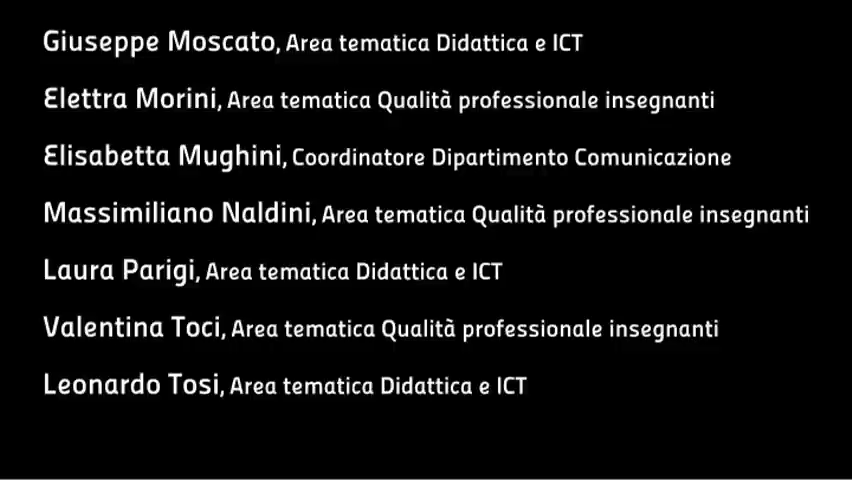 Giuseppe Moscato, Area tematica Didattica e ICT
Elettra Morini, Area tematica Qualità professionale insegnanti
Elisabetta Mughini, Coordinatore Dipartimento Comunicazione
Massimiliano Naldini, Area tematica Qualità professionale insegnanti
Laura Parigi, Area tematica Didattica e ICT
Valentina Toci, Area tematica Qualità professionale insegnanti
Leonardo Tosi, Area tematica Didattica e ICT